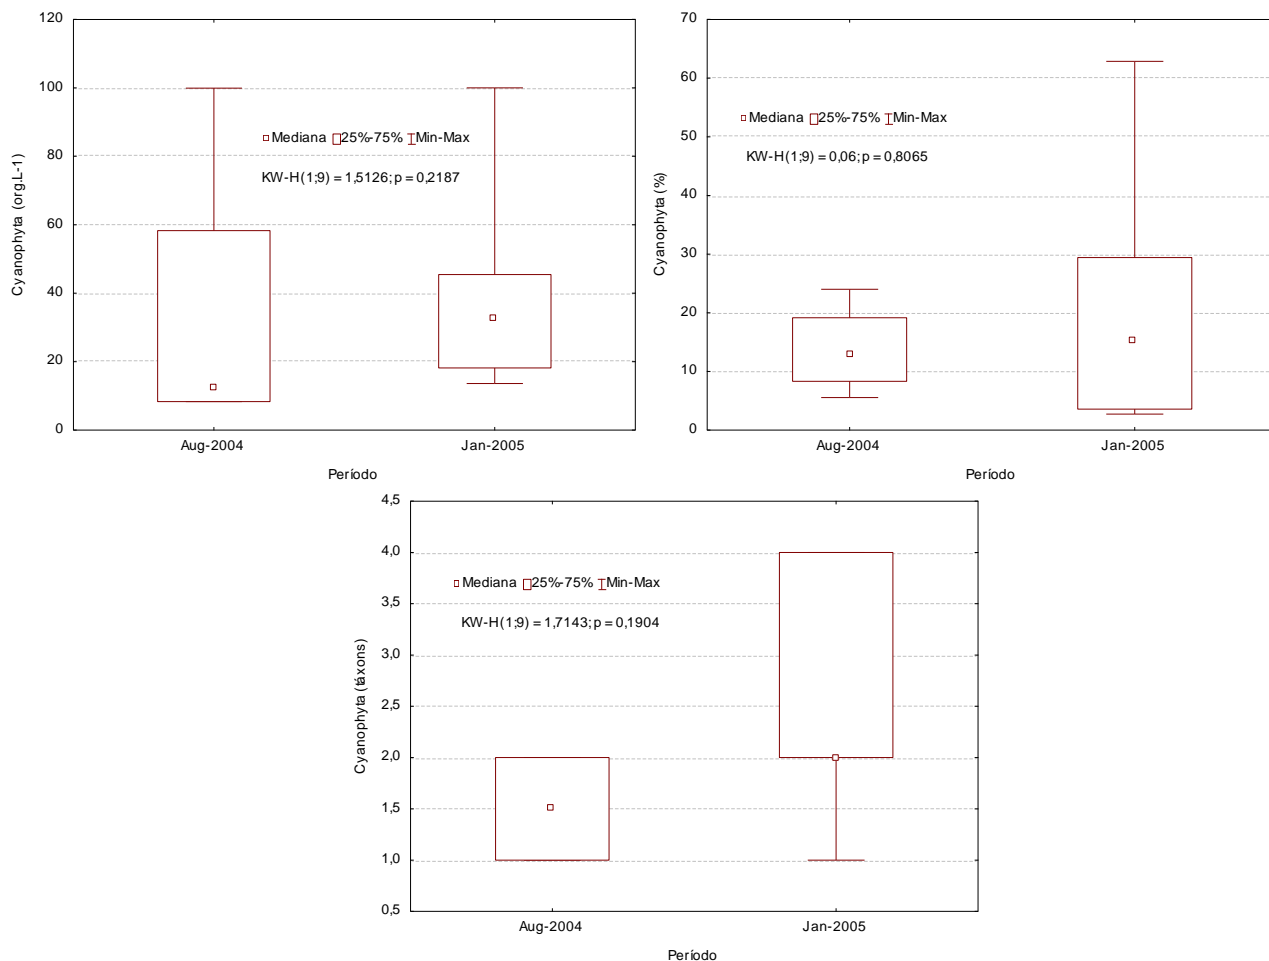 120
100
80
60
40
20
0
Cyanophyta (org.L-1)
Mediana 25%-75% Min-Max
KW-H(1;9) = 1,5126; p = 0,2187
Aug-2004 Jan-2005
Período
70
60
50
40
30
20
10
0
Cyanophyta (%)
Mediana 25%-75% Min-Max
KW-H(1;9) = 0,06; p = 0,8065
Aug-2004 Jan-2005
Período
4,5
4,0
3,5
3,0
2,5
2,0
1,5
1,0
0,5
Cyanophyta (táxons)
Mediana 25%-75% Min-Max
KW-H(1;9) = 1,7143; p = 0,1904
Aug-2004 Jan-2005
Período